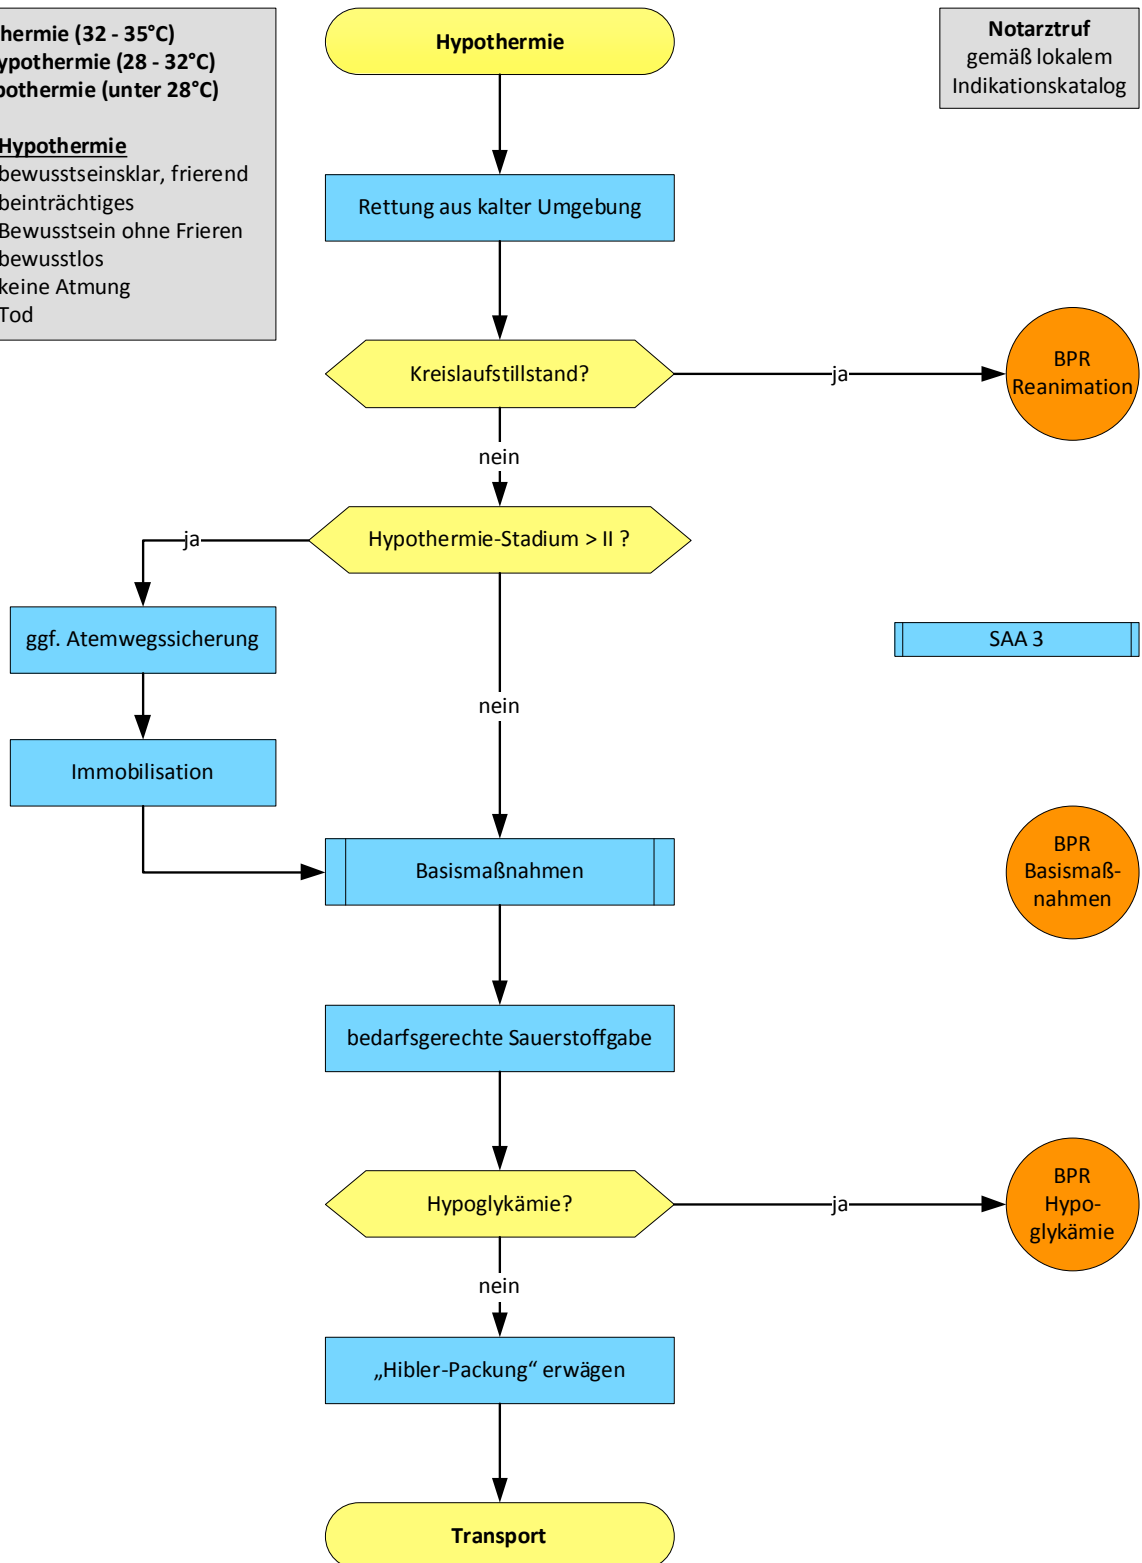 hermie (32 - 35°C)
ypothermie (28 - 32°C)
pothermie (unter 28°C)
Hypothermie
bewusstseinsklar, frierend
beinträchtiges
Bewusstsein ohne Frieren
bewusstlos
keine Atmung
Tod
Hypothermie
Notarztruf
gemäß lokalem
Indikationskatalog
Rettung aus kalter Umgebung
Kreislaufstillstand?
ja
BPR
Reanimation
nein
Hypothermie-Stadium > II ?
ja
ggf. Atemwegssicherung
SAA 3
nein
Immobilisation
Basismaßnahmen
BPR
Basismaß-
nahmen
bedarfsgerechte Sauerstoffgabe
Hypoglykämie?
ja
BPR
Hypo-
glykämie
nein
„Hibler-Packung“ erwägen
Transport